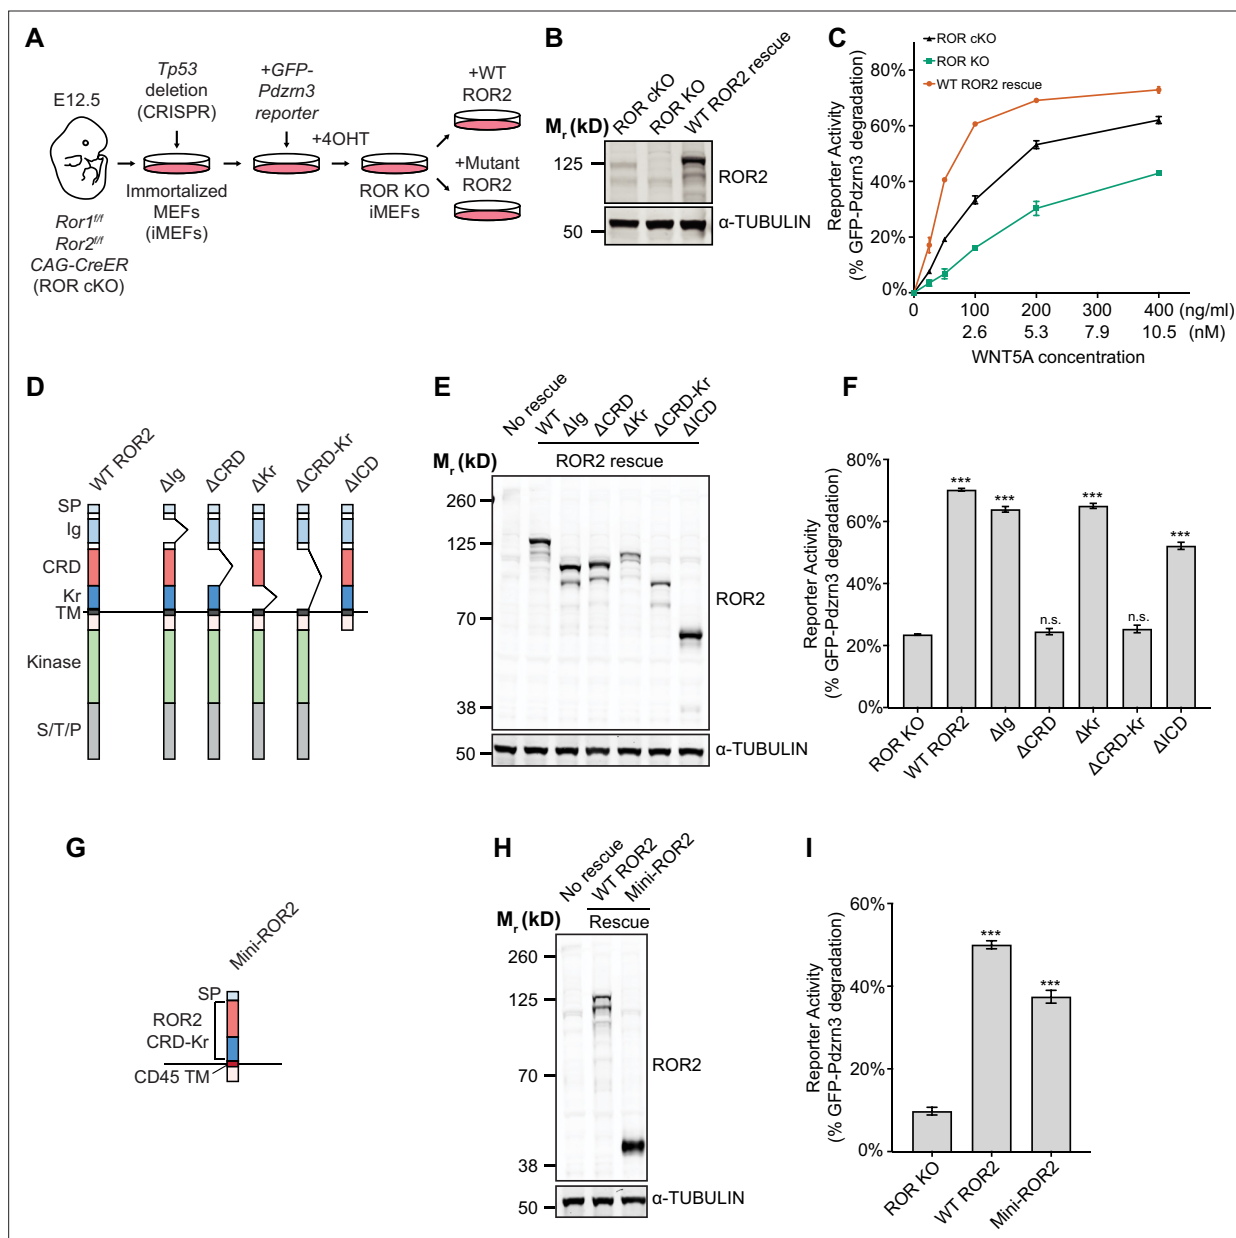 A
E12.5
Tp53
deletion
(CRISPR)
+GFP-
Pdzrn3
reporter
+4OHT
+WT
ROR2
+Mutant
ROR2
Immortalized
MEFs
(iMEFs)
ROR KO
iMEFs
Ror1f/f
Ror2f/f
CAG-CreER
(ROR cKO)
B
ROR cKO
ROR KO
WT ROR2 rescue
Mr (kD)
125
ROR2
50
α-TUBULIN
C
ROR cKO
ROR KO
WT ROR2 rescue
Reporter Activity
(% GFP-Pdzrn3 degradation)
80%
60%
40%
20%
0%
0 100 200 300 400 (ng/ml)
2.6 5.3 7.9 10.5 (nM)
WNT5A concentration
D
WT ROR2
ΔIg
ΔCRD
ΔKr
ΔCRD-Kr
ΔICD
SP
Ig
CRD
Kr
TM
Kinase
S/T/P
E
No rescue
WT
ΔIg
ΔCRD
ΔKr
ΔCRD-Kr
ΔICD
Mr (kD)
ROR2 rescue
260
125
70
38
ROR2
50
α-TUBULIN
F
Reporter Activity
(% GFP-Pdzrn3 degradation)
80%
60%
40%
20%
0%
***
***
n.s.
***
n.s.
***
ROR KO
WT ROR2
ΔIg
ΔCRD
ΔKr
ΔCRD-Kr
ΔICD
G
Mini-ROR2
SP
ROR2
CRD-Kr
CD45 TM
H
No rescue
WT ROR2
Mini-ROR2
Mr (kD)
Rescue
260
125
70
38
ROR2
50
α-TUBULIN
I
Reporter Activity
(% GFP-Pdzrn3 degradation)
60%
40%
20%
0%
***
***
ROR KO
WT ROR2
Mini-ROR2